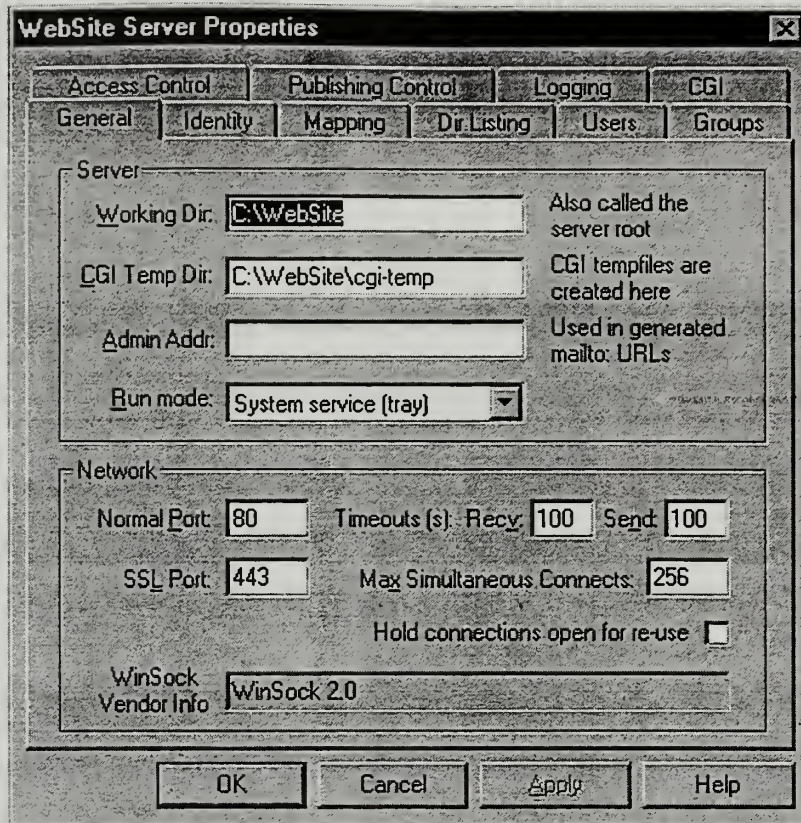 WebSite Server Properties
Access Control Publishing Control Logging CGI
General Identity Mapping Dir.Listing Users Groups
Server
Working Dir: C:\WebSite Also called the
server root
CGI Temp Dir: C:\WebSite\cgi-temp CGI tempfiles are
created here
Admin Addr: Used in generated
mailto: URLs
Run mode: System service (tray)
Network
Normal Port: 80 Timeouts (s): Recv: 100 Send: 100
SSL Port: 443 Max Simultaneous Connects: 256
Hold connections open for re-use
WinSock
Vendor Info WinSock 2.0
OK Cancel Apply Help